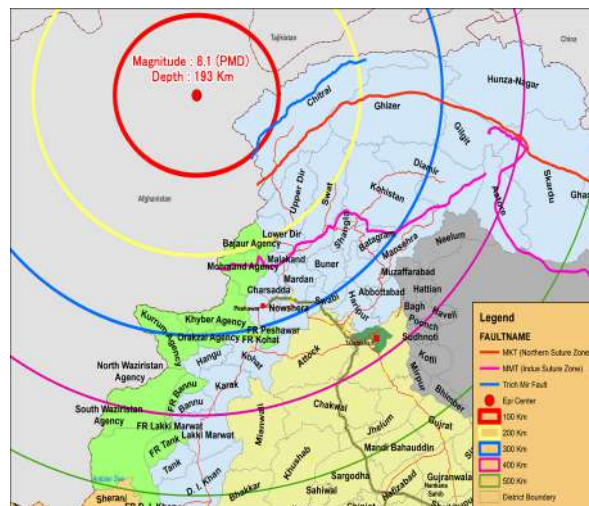 Tajikistan
China
Magnitude : 8.1 (PMD)
Depth : 193 Km
Hunza-Nagar
Chitral
Ghizer
Gilgit
Skardu
Diamir
Astore
Afghanistan
Upper Dir
Swat
Kohistan
Shangla
Lower Dir
Batagram
Bajaur Agency
Malakand
Mansehra
Neelum
Buner
Muzaffarabad
Mardan
Charsadda
Abbottabad
Hattian
Peshawar
Nowshera
Swabi
Haripur
Bagh
Haveli
Poonch
Khyber Agency
FR Peshawar
Sudhnoti
Kurrum Agency
Orakzai Agency
FR Kohat
Kotli
Hangu
Kohat
Attock
Mirpur
North Waziristan
Agency
FR Bannu
Bannu
Karak
Bhimber
South Waziristan
Agency
FR Lakki Marwat
Lakki Marwat
Mianwali
Chakwal
Jhelum
Gujrat
FR Tank
Tank
Khushab
Mandi Bahauddin
D. I. Khan
Bhakkar
Sargodha
Gujranwala
Sherani
Sahiwal
Hafizabad
Nankana
Sahib
Legend
FAULTNAME
MKT (Northern Suture Zone)
MMT (Indus Suture Zone)
Trich Mir Fault
Epi Center
100 Km
200 Km
300 Km
400 Km
500 Km
District Boundary